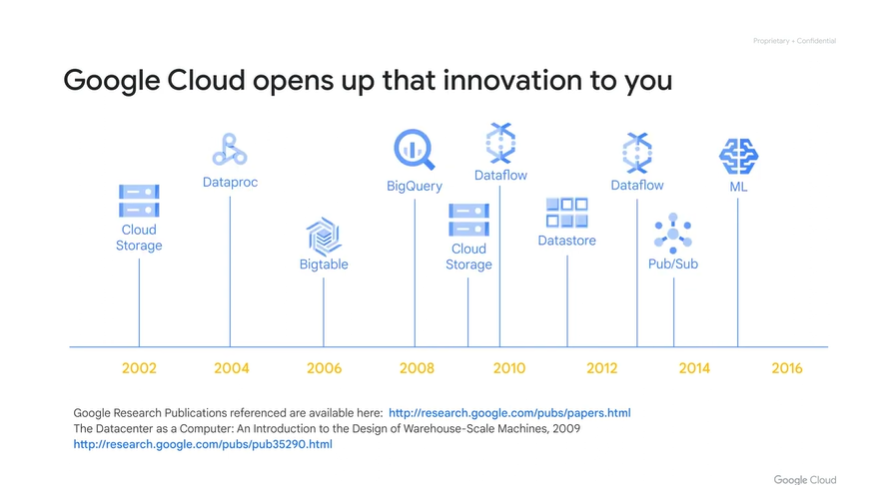 Proprietary + Confidential
Google Cloud opens up that innovation to you
Cloud
Storage
Dataproc
Bigtable
BigQuery
Cloud
Storage
Dataflow
Datastore
Dataflow
Pub/Sub
ML
2002 2004 2006 2008 2010 2012 2014 2016
Google Research Publications referenced are available here: http://research.google.com/pubs/papers.html
The Datacenter as a Computer: An Introduction to the Design of Warehouse-Scale Machines, 2009
http://research.google.com/pubs/pub35290.html
Google Cloud